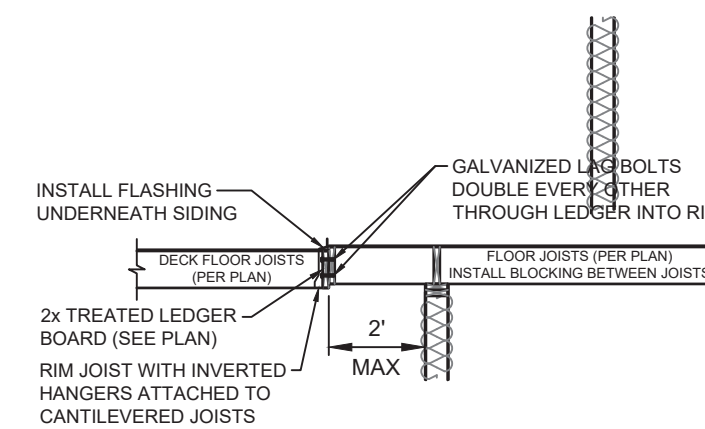 GALVANIZED LAG BOLTS
DOUBLE EVERY OTHER
THROUGH LEDGER INTO RI
INSTALL FLASHING
UNDERNEATH SIDING
DECK FLOOR JOISTS
(PER PLAN)
FLOOR JOISTS (PER PLAN)
INSTALL BLOCKING BETWEEN JOISTS
2x TREATED LEDGER
BOARD (SEE PLAN)
2'
MAX
RIM JOIST WITH INVERTED
HANGERS ATTACHED TO
CANTILEVERED JOISTS